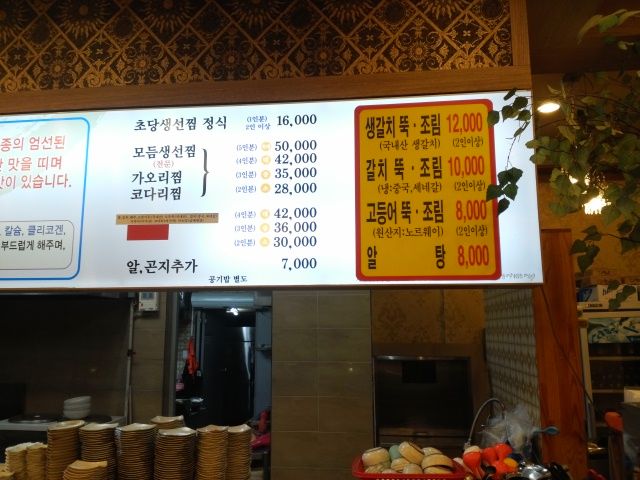 종의 엄선된
맛을 띠며
맛이 있습니다.
칼슘, 콜리코겐,
부드럽게 해주며,
초당생선찜 정식 (1인분) 2인 이상 16,000
모듬생선찜 (5인분) 50,000
(전문) (4인분) 42,000
가오리찜 (3인분) 35,000
코다리찜 (2인분) 28,000
(4인분) 42,000
(3인분) 36,000
(2인분) 30,000
알,곤지추가 7,000
공기밥 별도
생갈치 뚝·조림 12,000
(국내산 생갈치) (2인이상)
갈치 뚝·조림 10,000
(냉:중국,세네갈) (2인이상)
고등어 뚝·조림 8,000
(원산지:노르웨이) (2인이상)
알 탕 8,000